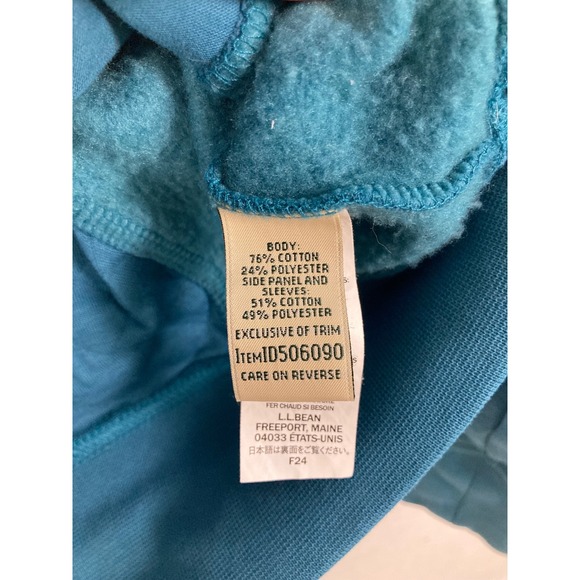 BODY:
76% COTTON
24% POLYESTER
SIDE PANEL AND
SLEEVES:
51% COTTON
49% POLYESTER
EXCLUSIVE OF TRIM
ITEMID506090
CARE ON REVERSE
FER CHAUD SI BESOIN
L.L.BEAN
FREEPORT, MAINE
04033 ÉTATS-UNIS
日本語は裏面をご覧ください。
F24